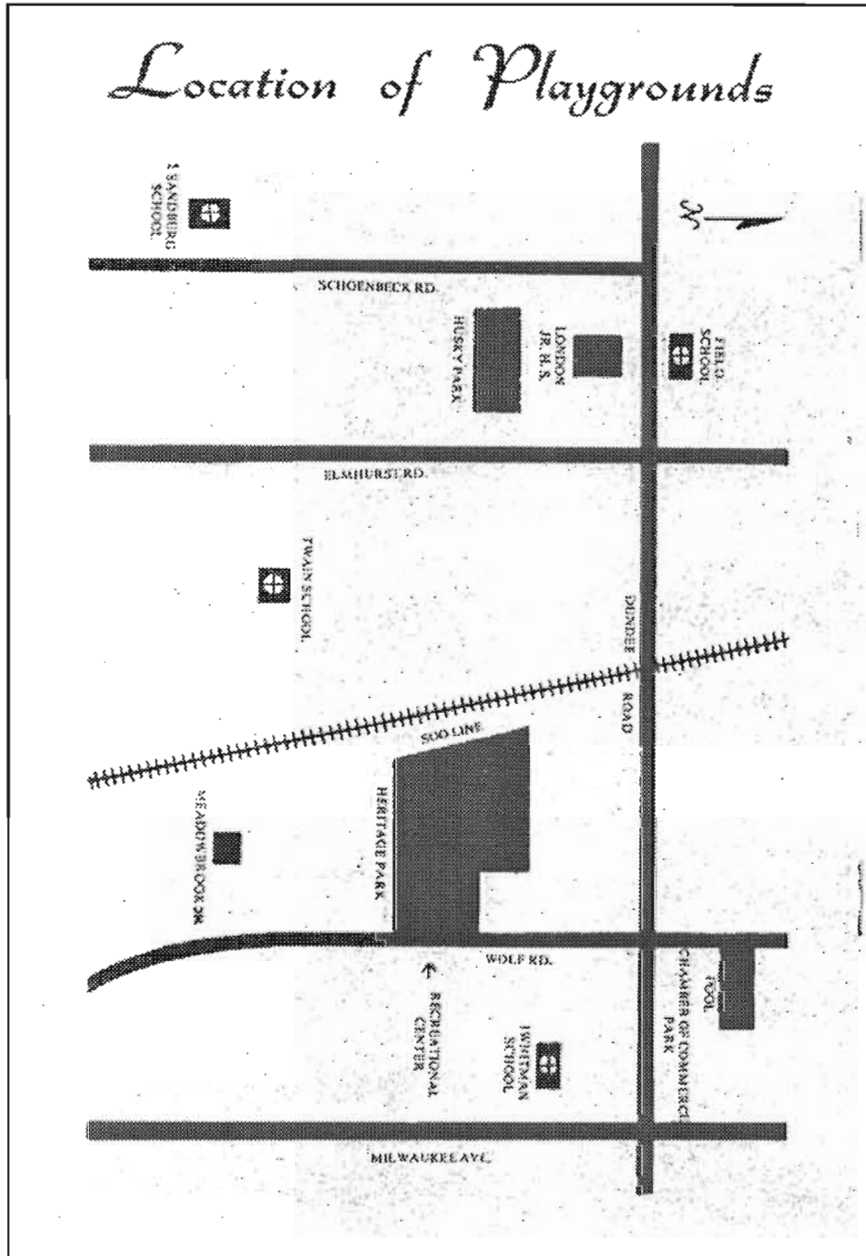 Location of Playgrounds
SANDBERG
SCHOOL
N
SCHOENBECK RD.
HUSKY PARK
LONDON
JR. H. S.
FIELD
SCHOOL
ELMHURST RD.
TWAIN SCHOOL
DUNDEE ROAD
SOO LINE
HERITAGE PARK
MEADOWBROOK
WOLF RD.
POOL
CHAMBER OF COMMERCE
PARK
RECREATIONAL
CENTER
WHITMAN
SCHOOL
MILWAUKEE AVE.